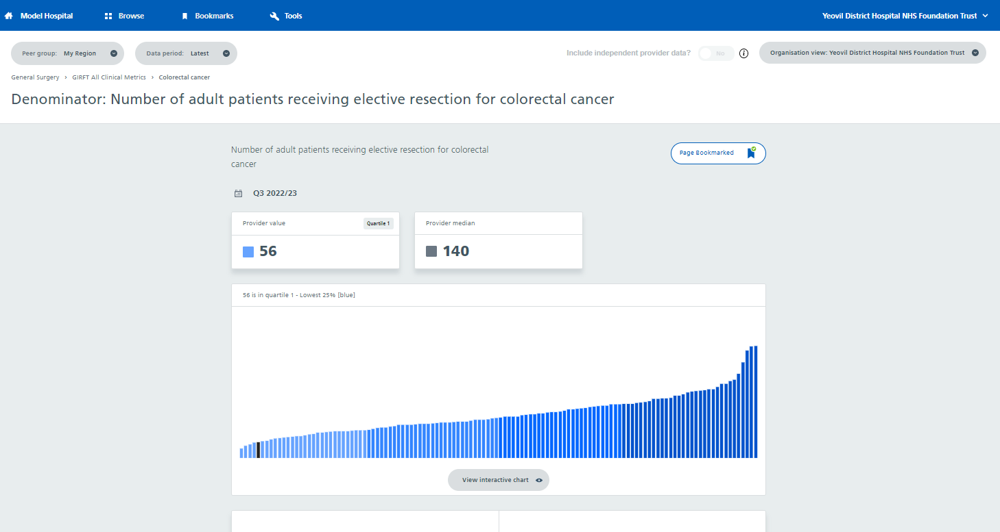 Model Hospital Browse Bookmarks Tools Yeovil District Hospital NHS Foundation Trust
Peer group: My Region Data period: Latest Include independent provider data? No Organisation view: Yeovil District Hospital NHS Foundation Trust
General Surgery > GIRFT All Clinical Metrics > Colorectal cancer
Denominator: Number of adult patients receiving elective resection for colorectal cancer
Number of adult patients receiving elective resection for colorectal
cancer
Page Bookmarked
Q3 2022/23
Provider value Quartile 1 Provider median
56 140
56 is in quartile 1 - Lowest 25% [blue]
View interactive chart